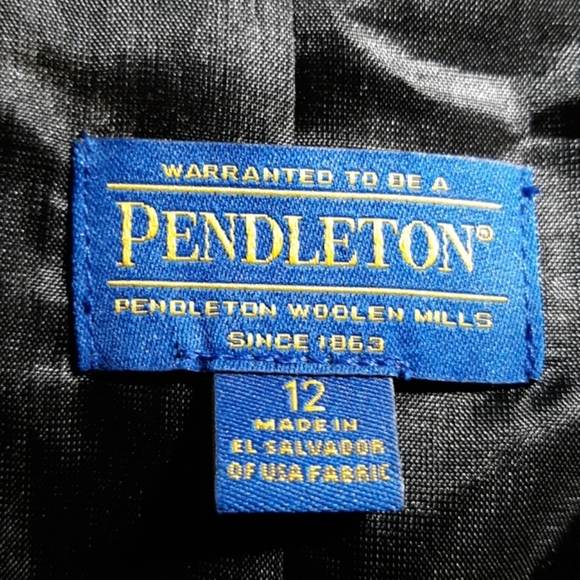 WARRANTED TO BE A
PENDLETON®
PENDLETON WOOLEN MILLS
SINCE 1863
12
MADE IN
EL SALVADOR
OF USA FABRIC